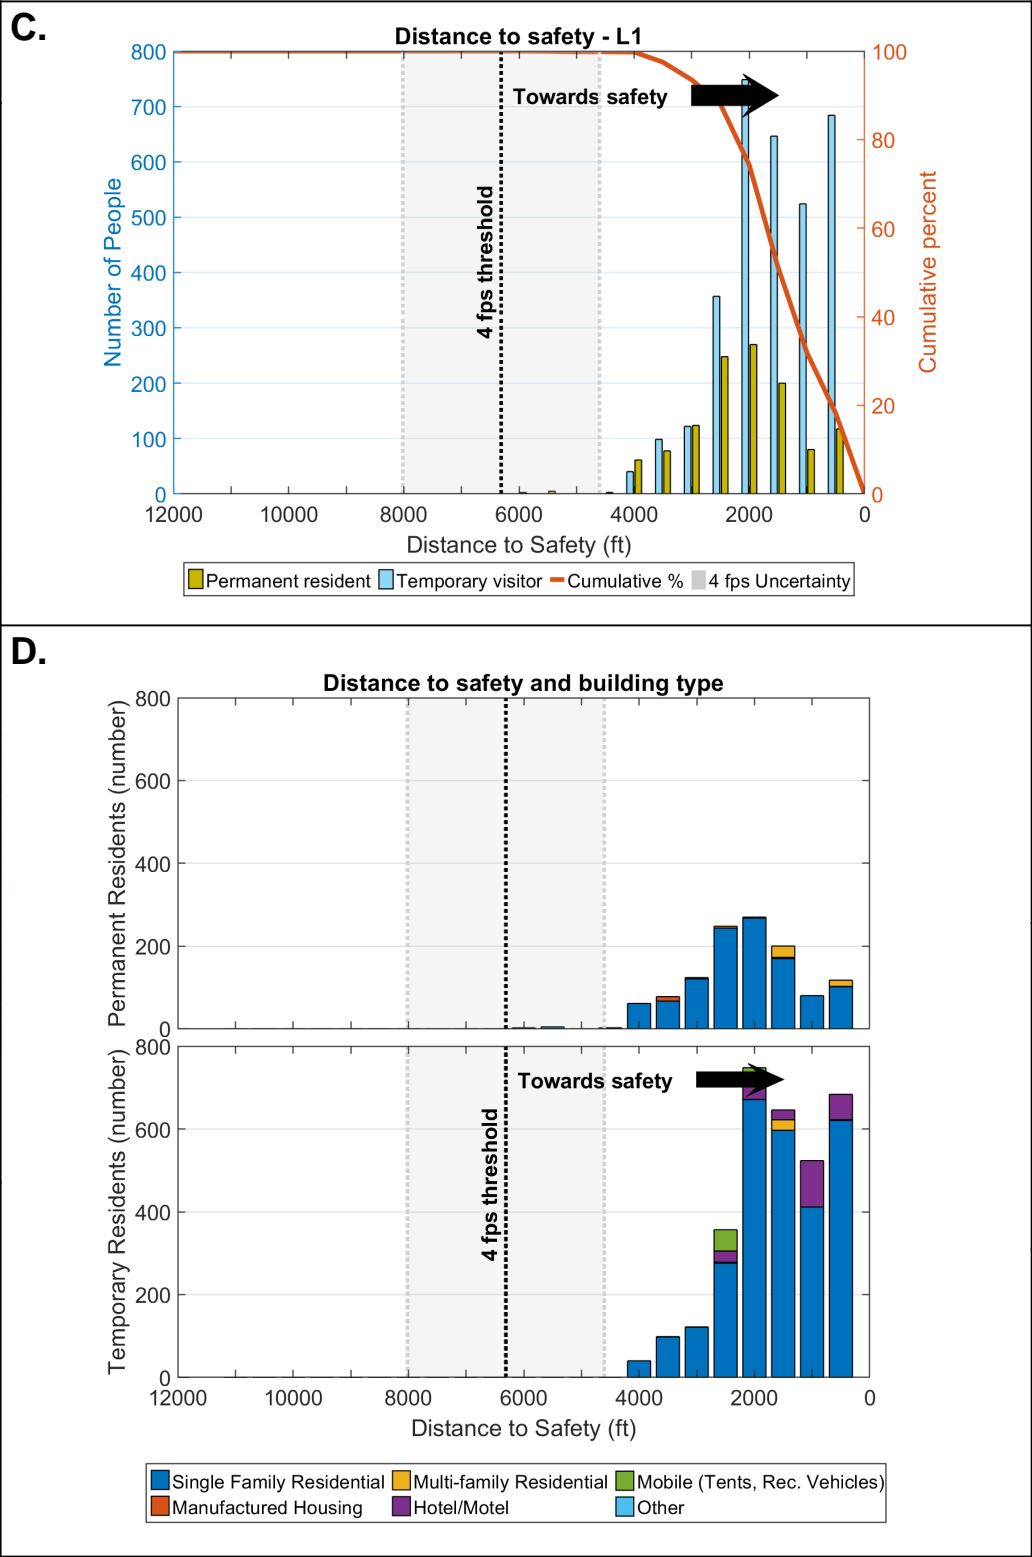 C.
Distance to safety - L1
800
700
600
500
400
300
200
100
0
Number of People
100
80
60
40
20
0
Cumulative percent
Towards safety
4 fps threshold
12000 10000 8000 6000 4000 2000 0
Distance to Safety (ft)
Permanent resident Temporary visitor Cumulative % 4 fps Uncertainty
D.
Distance to safety and building type
800
600
400
200
0
Permanent Residents (number)
800
600
400
200
0
Temporary Residents (number)
Towards safety
4 fps threshold
12000 10000 8000 6000 4000 2000 0
Distance to Safety (ft)
Single Family Residential Multi-family Residential Mobile (Tents, Rec. Vehicles)
Manufactured Housing Hotel/Motel Other